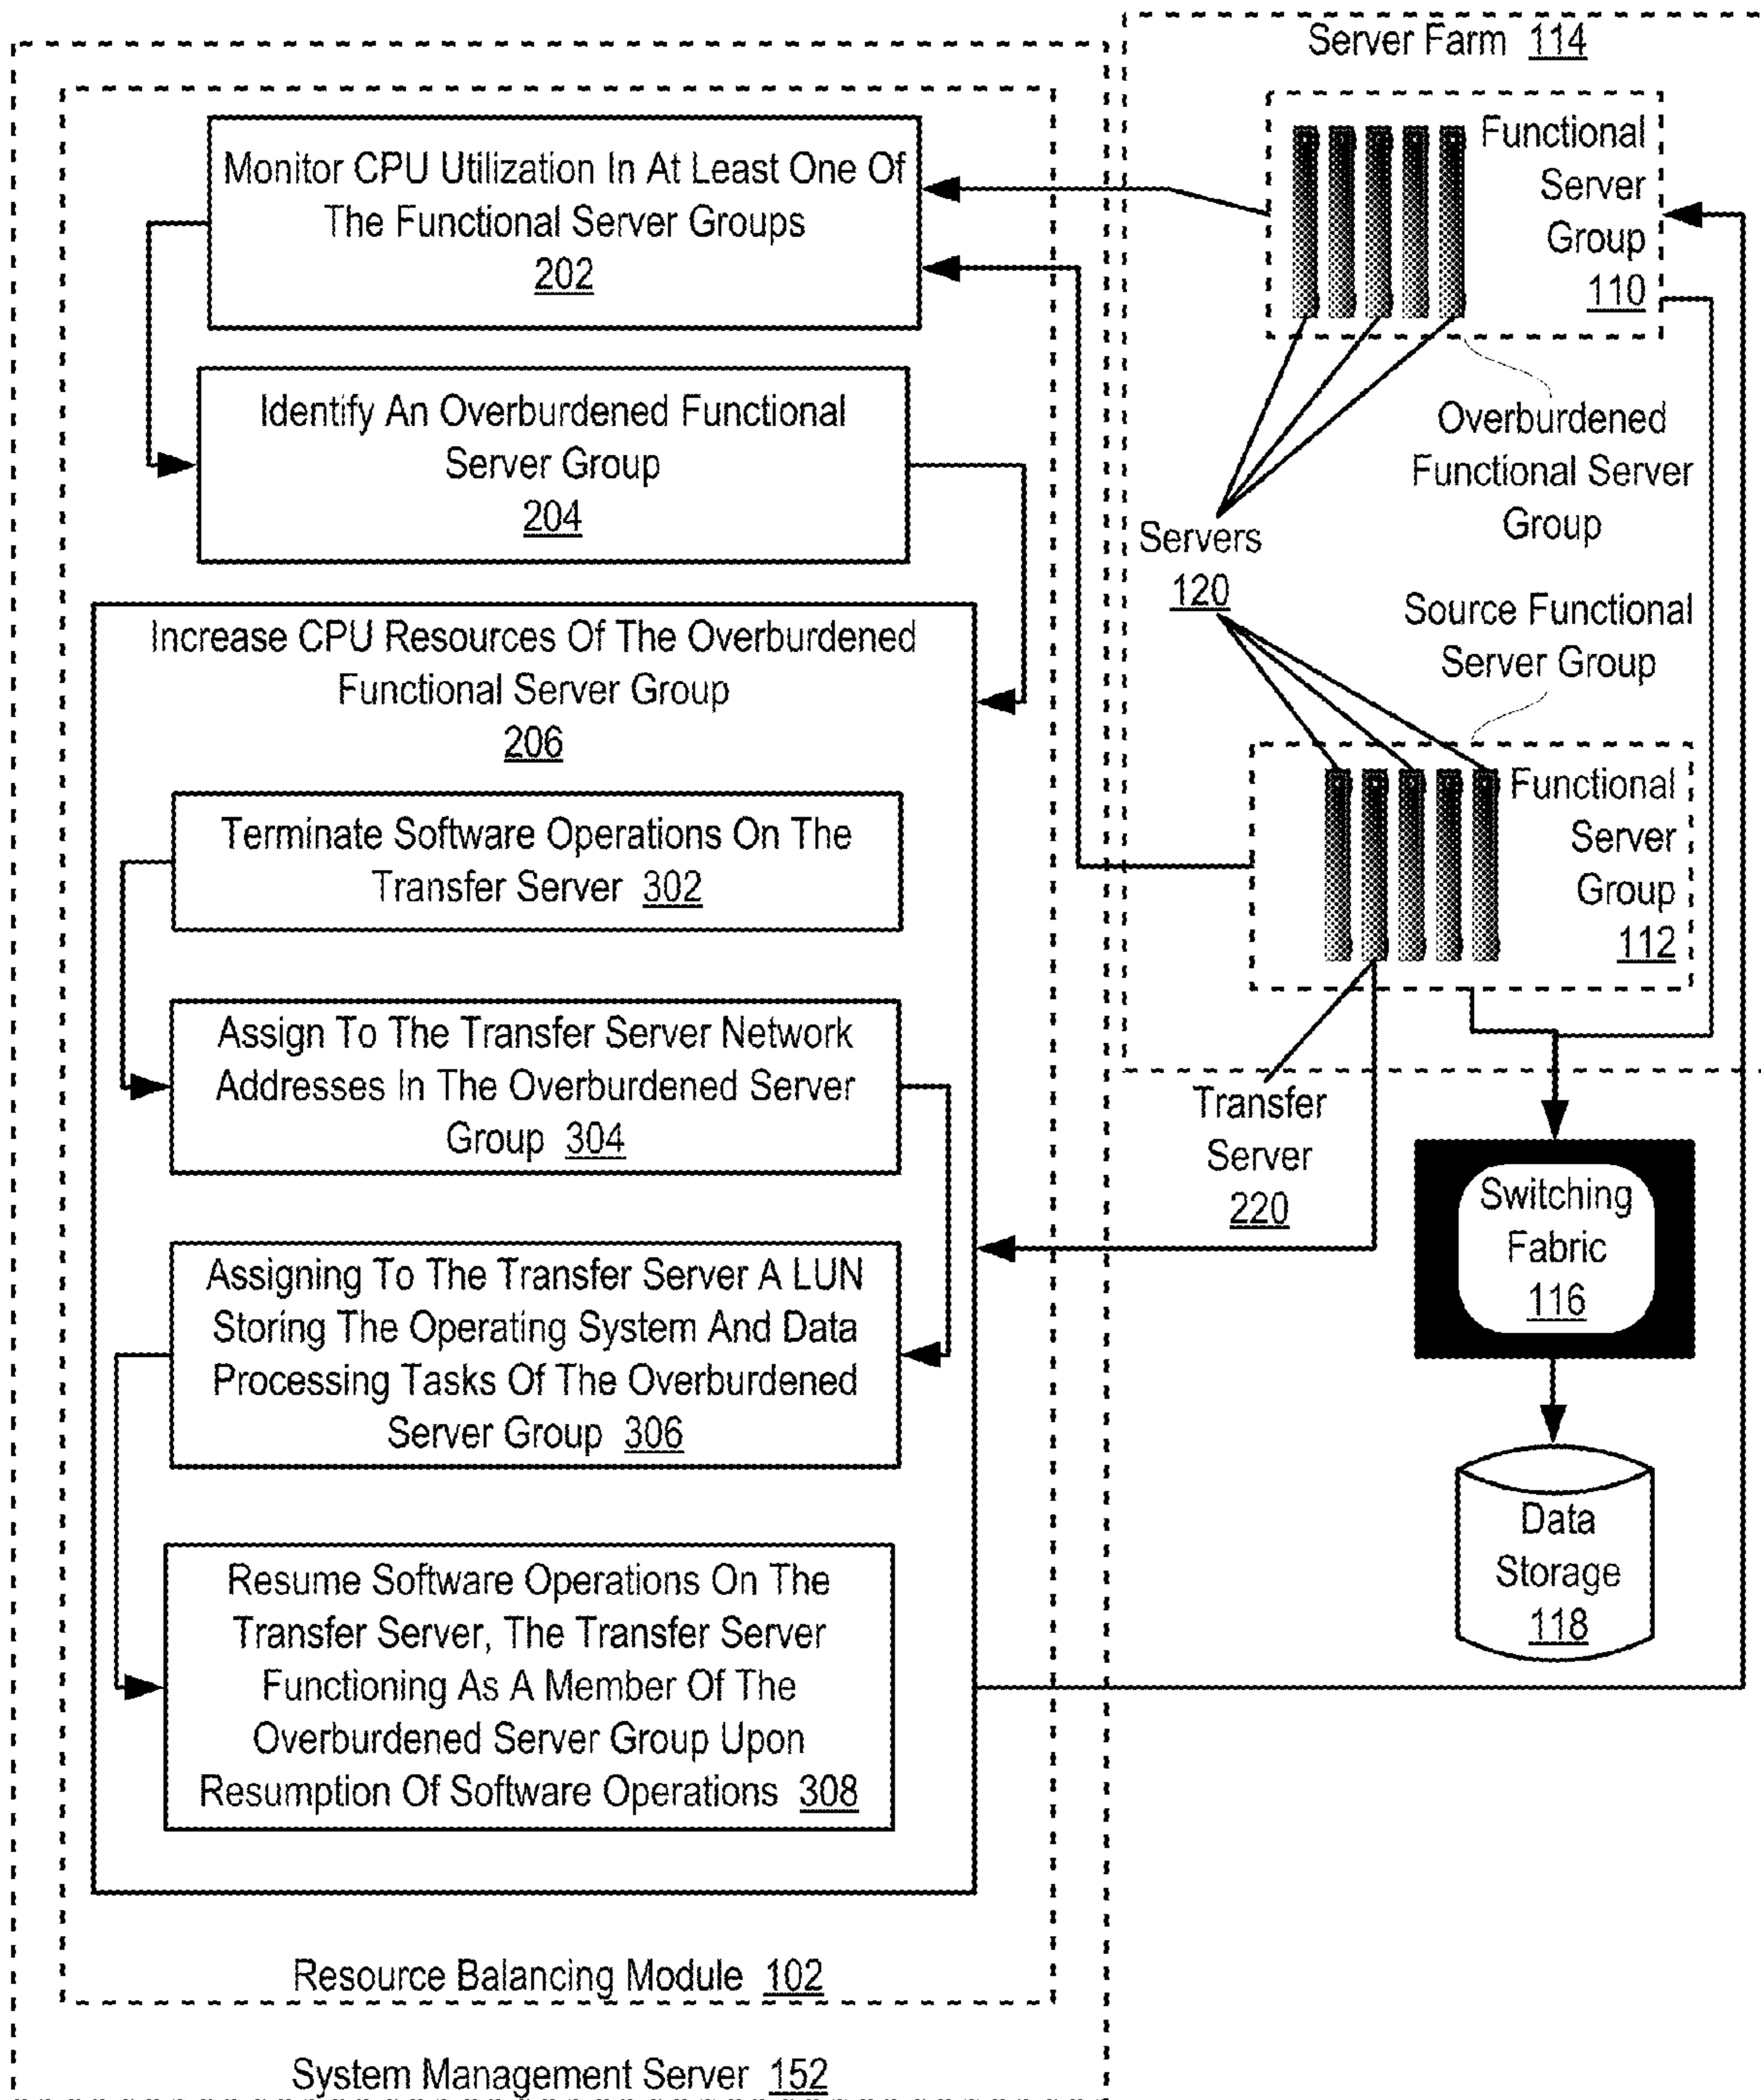 Monitor CPU Utilization In At Least One Of
The Functional Server Groups
202
Identify An Overburdened Functional
Server Group
204
Increase CPU Resources Of The Overburdened
Functional Server Group
206
Terminate Software Operations On The
Transfer Server 302
Assign To The Transfer Server Network
Addresses In The Overburdened Server
Group 304
Assigning To The Transfer Server A LUN
Storing The Operating System And Data
Processing Tasks Of The Overburdened
Server Group 306
Resume Software Operations On The
Transfer Server, The Transfer Server
Functioning As A Member Of The
Overburdened Server Group Upon
Resumption Of Software Operations 308
Resource Balancing Module 102
System Management Server 152
Server Farm 114
Functional
Server
Group
110
Overburdened
Functional Server
Group
Servers
120
Source Functional
Server Group
Functional
Server
Group
112
Transfer
Server
220
Switching
Fabric
116
Data
Storage
118